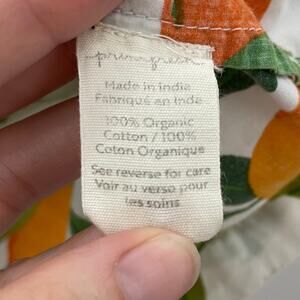 Made in india
Fabriqué an Inde
100% Organic
Cotton / 100%
Coton Organique
See reverse for care
Voir au verso pour
les soins